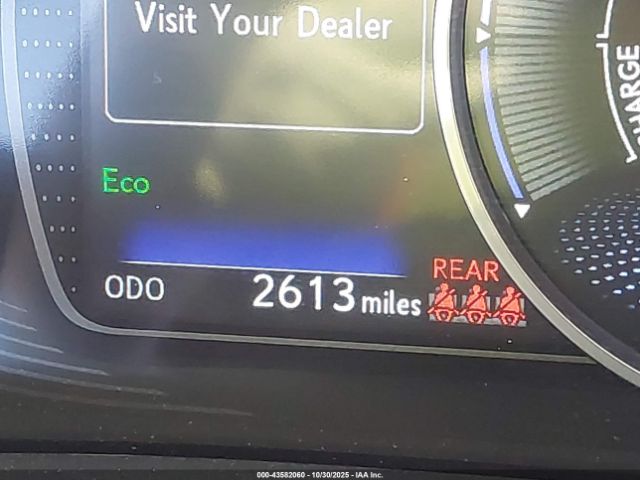 Visit Your Dealer
CHARGE
Eco
REAR
ODO 2613 miles
000-43582060 - 10/30/2025 - IAA Inc.